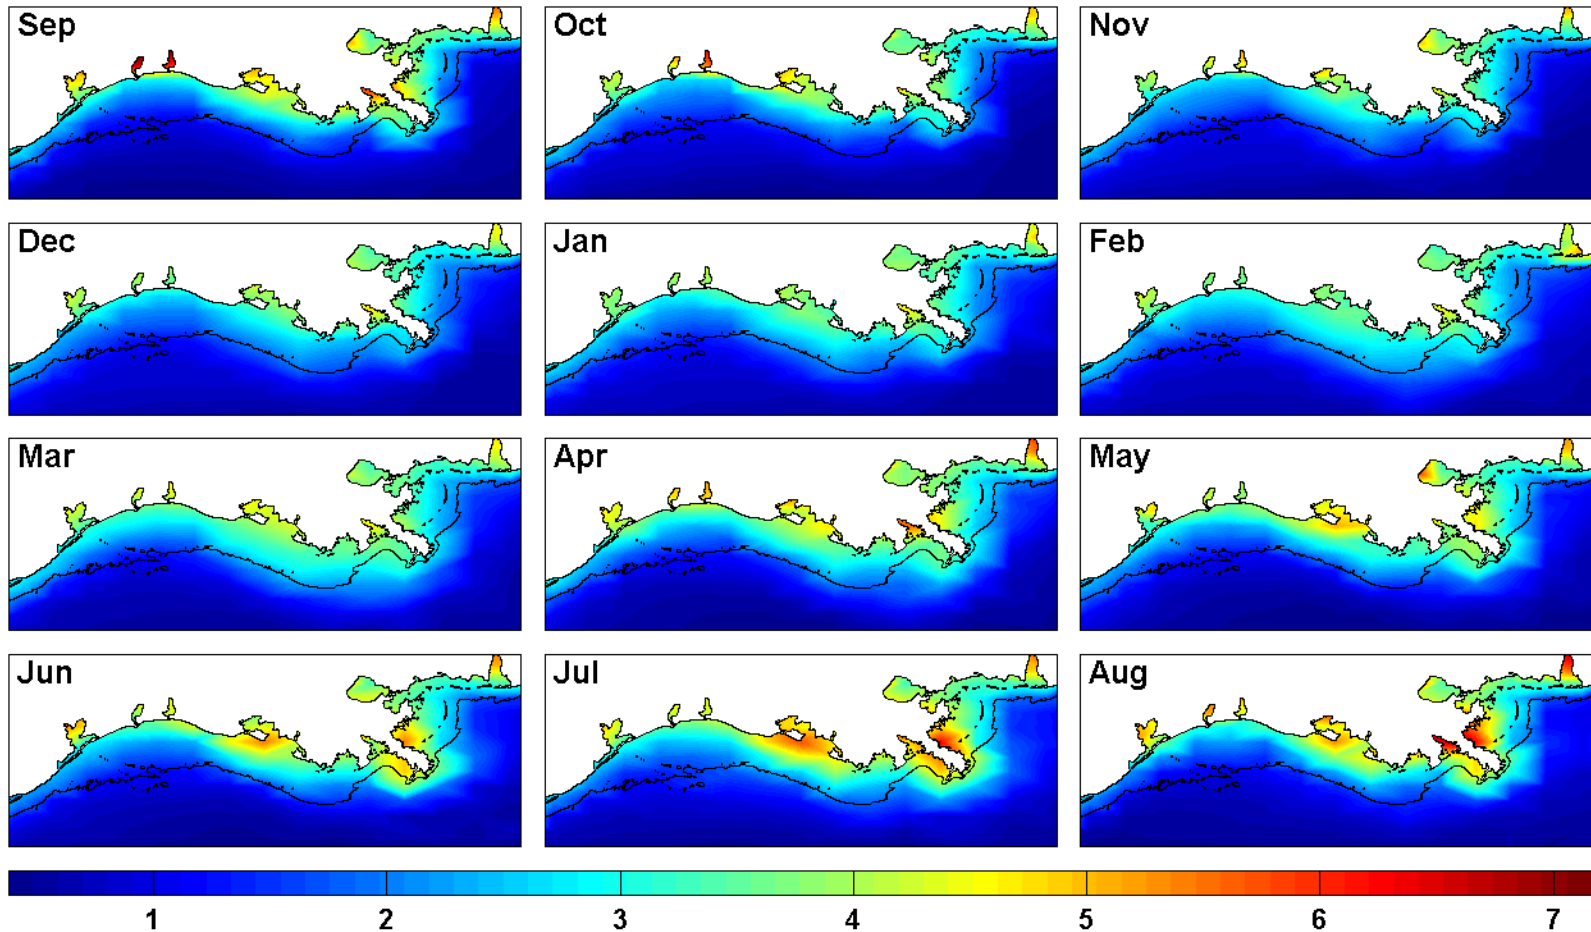 Sep Oct Nov
Dec Jan Feb
Mar Apr May
Jun Jul Aug
1 2 3 4 5 6 7